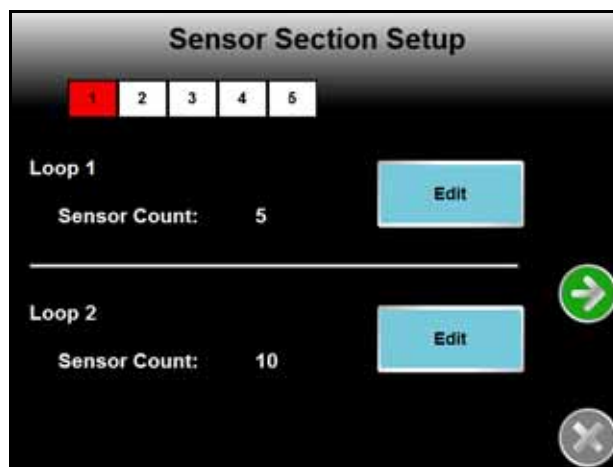 Sensor Section Setup
1 2 3 4 5
Loop 1
Edit
Sensor Count: 5
Loop 2
Edit
Sensor Count: 10